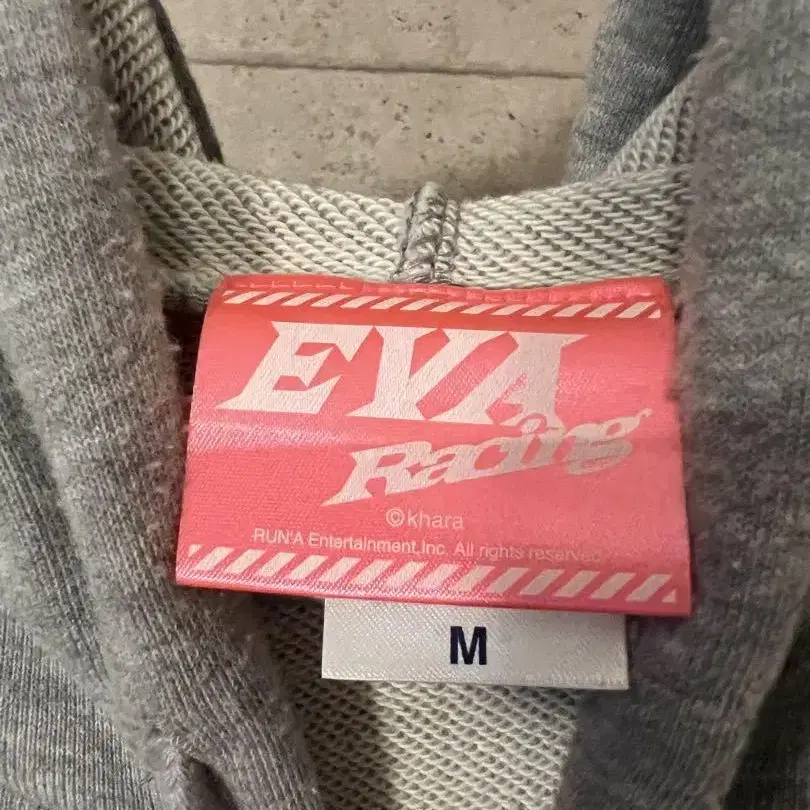 EVA
Racing
©khara
RUN'A Entertainment,Inc. All rights reserved
M